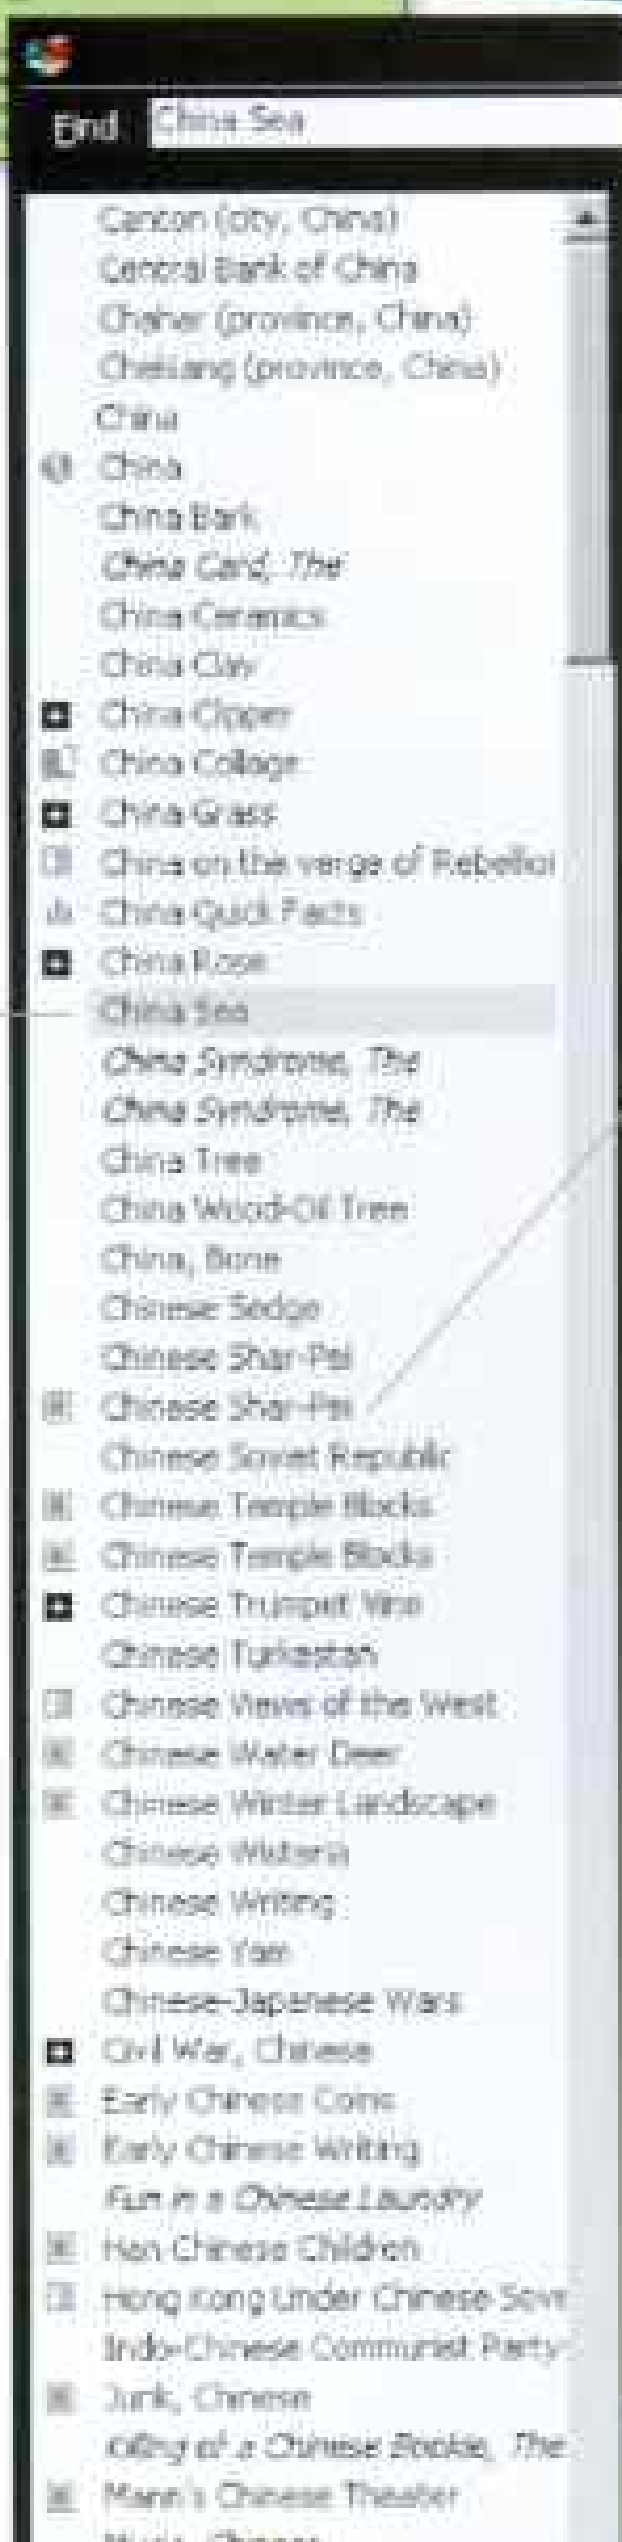 Find China Sea
Canton (city, China)
Central Bank of China
Chahar (province, China)
Chekiang (province, China)
China
China
China Bark
China Card, The
China Ceramics
China Clay
China Clipper
China Collage
China Grass
China on the verge of Rebellio
China Quick Facts
China Rose
China Sea
China Syndrome, The
China Syndrome, The
China Tree
China Wood-Oil Tree
China, Bone
Chinese Sedge
Chinese Shar-Pei
Chinese Shar-Pei
Chinese Soviet Republic
Chinese Temple Blocks
Chinese Temple Blocks
Chinese Trumpet Vine
Chinese Turkestan
Chinese Views of the West
Chinese Water Deer
Chinese Winter Landscape
Chinese Wisteria
Chinese Writing
Chinese Yam
Chinese-Japanese Wars
Civil War, Chinese
Early Chinese Coins
Early Chinese Writing
Fun in a Chinese Laundry
Han Chinese Children
Hong Kong Under Chinese Sove
Indo-Chinese Communist Party
Junk, Chinese
Killing of a Chinese Bookie, The
Mann's Chinese Theater
Music, Chinese